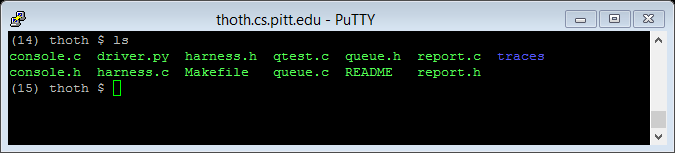 thoth.cs.pitt.edu - PuTTY
(14) thoth $ ls
console.c driver.py harness.h qtest.c queue.h report.c traces
console.h harness.c Makefile queue.c README report.h
(15) thoth $